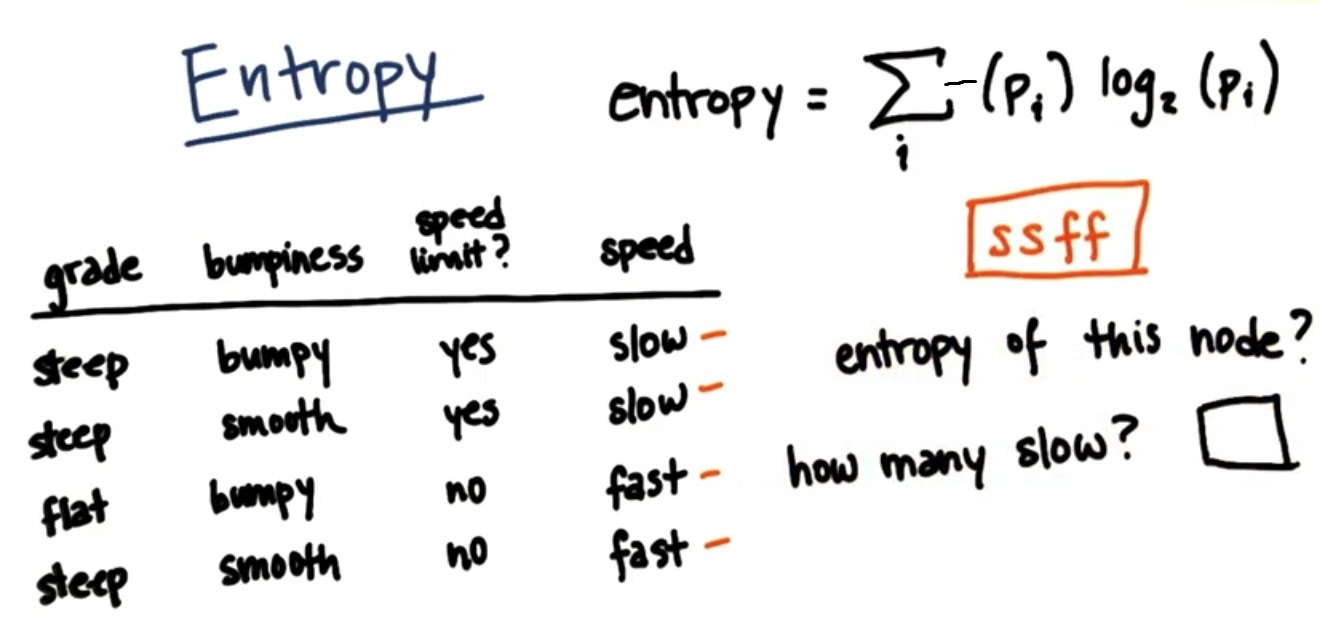 Entropy
entropy = ∑ᵢ -(pᵢ) log₂ (pᵢ)
ssff
grade bumpiness speed limit? speed
steep bumpy yes slow -
steep smooth yes slow -
flat bumpy no fast -
steep smooth no fast -
entropy of this node?
how many slow?